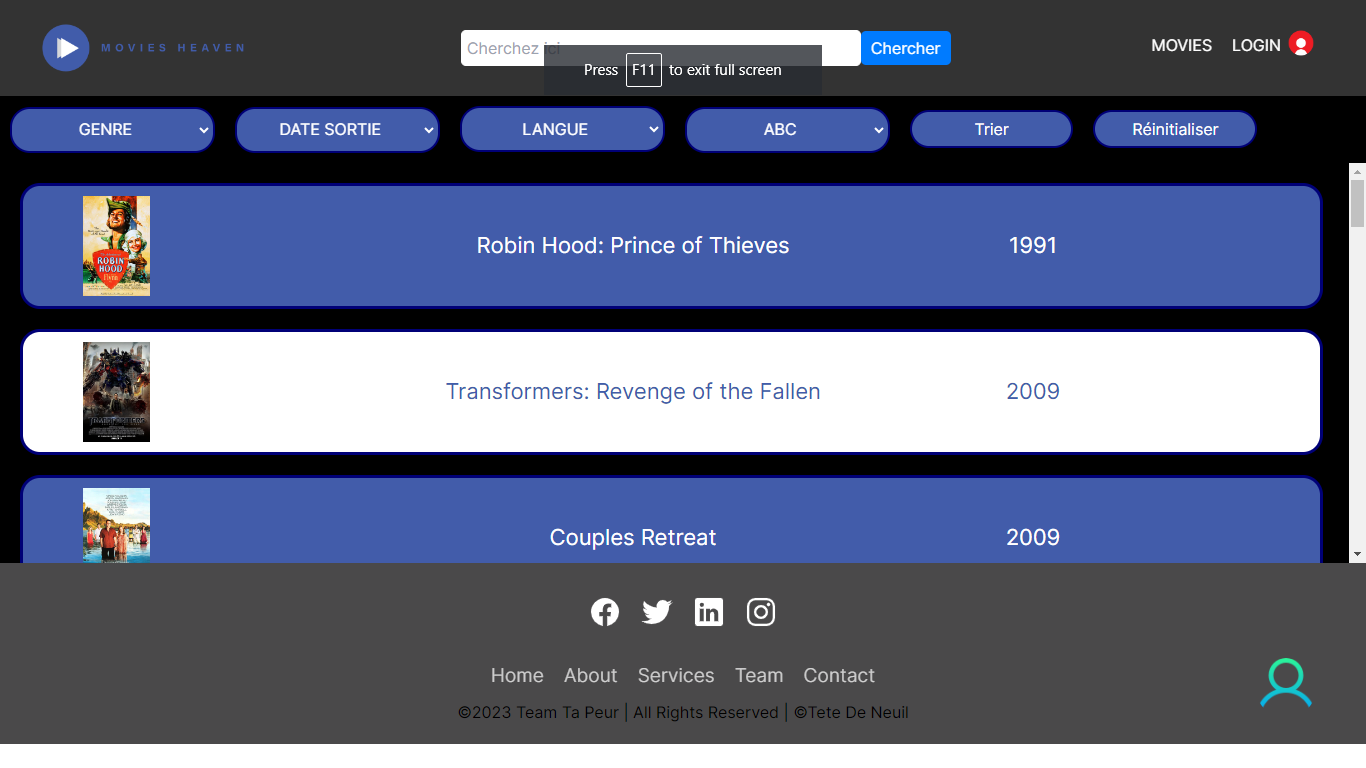 MOVIES HEAVEN
Cherchez ici
Chercher
MOVIES LOGIN
Press F11 to exit full screen
GENRE DATE SORTIE LANGUE ABC Trier Réinitialiser
ROBIN HOOD
Robin Hood: Prince of Thieves 1991
Transformers: Revenge of the Fallen 2009
Couples Retreat 2009
Home About Services Team Contact
©2023 Team Ta Peur | All Rights Reserved | ©Tete De Neuil